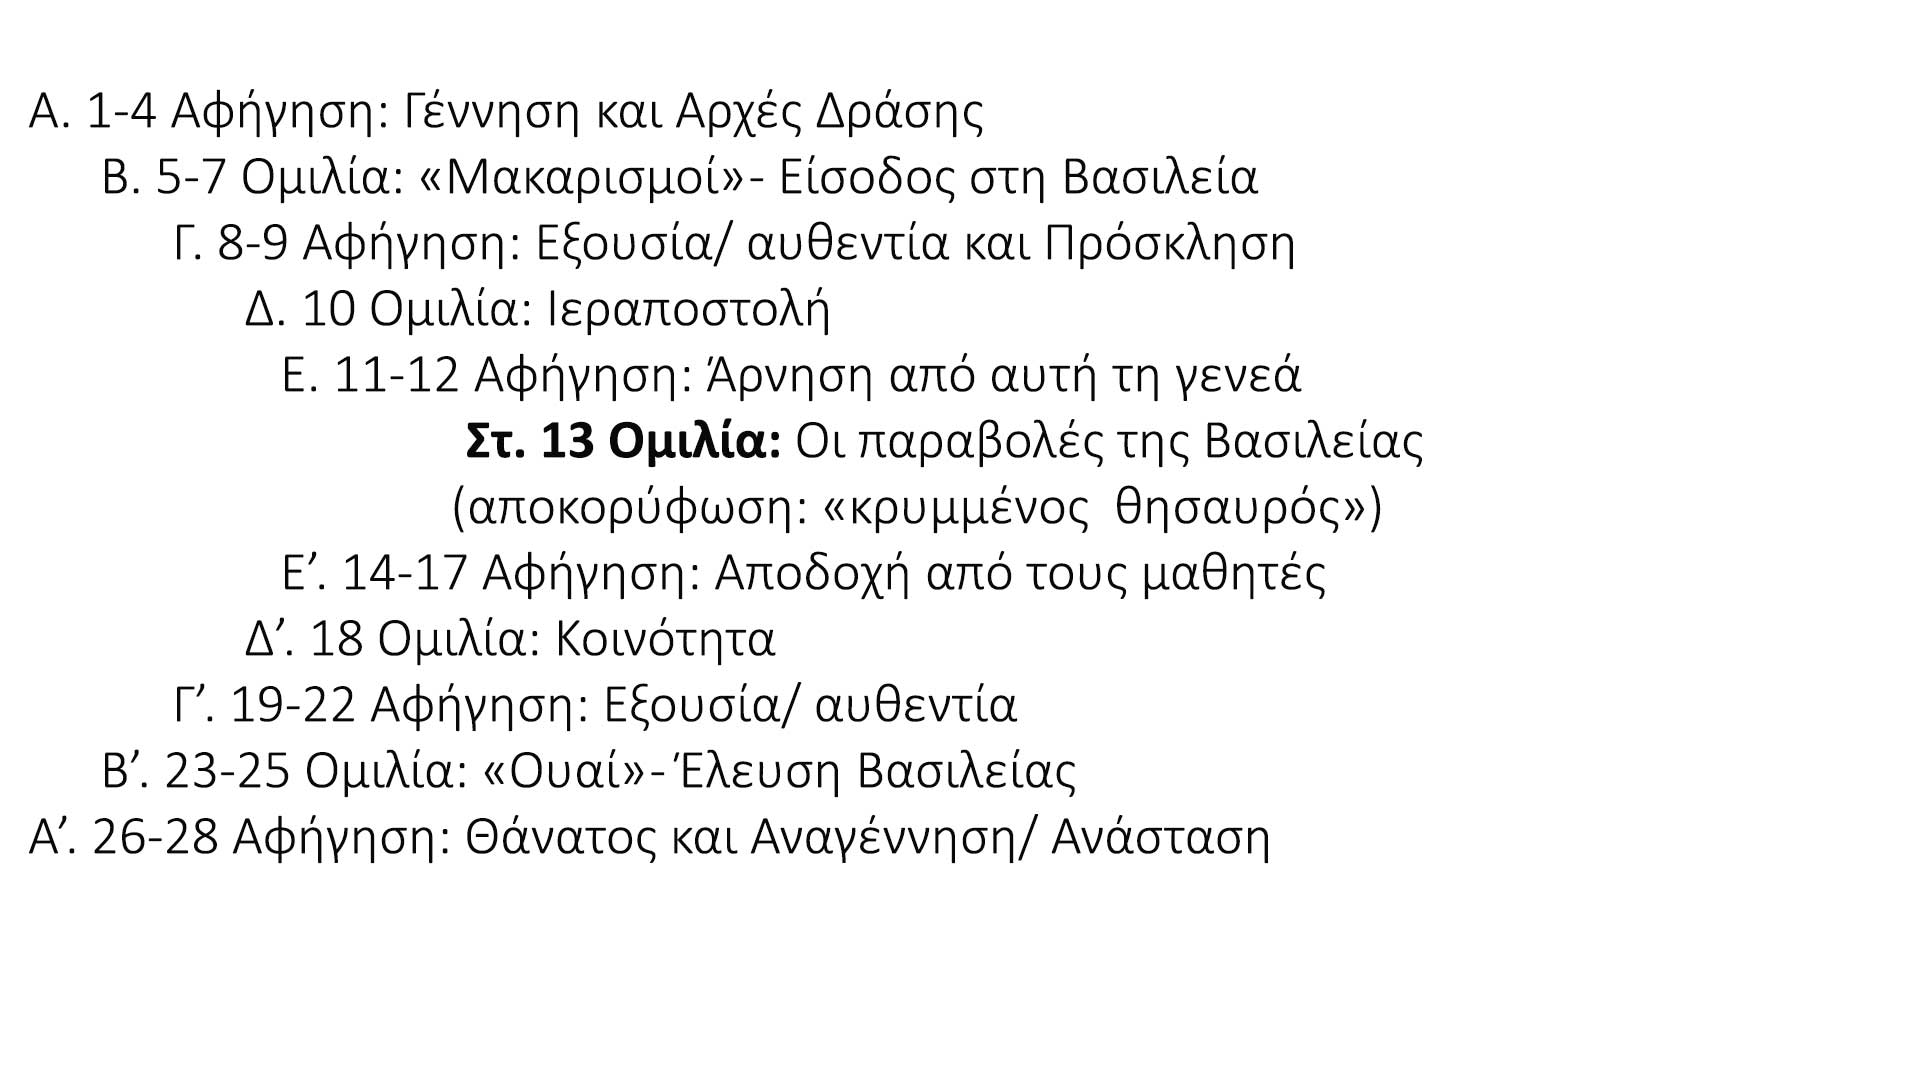 Α. 1-4 Αφήγηση: Γέννηση και Αρχές Δράσης
Β. 5-7 Ομιλία: «Μακαρισμοί»- Είσοδος στη Βασιλεία
Γ. 8-9 Αφήγηση: Εξουσία/ αυθεντία και Πρόσκληση
Δ. 10 Ομιλία: Ιεραποστολή
Ε. 11-12 Αφήγηση: Άρνηση από αυτή τη γενεά
Στ. 13 Ομιλία: Οι παραβολές της Βασιλείας
(αποκορύφωση: «κρυμμένος  θησαυρός»)
Ε’. 14-17 Αφήγηση: Αποδοχή από τους μαθητές
Δ’. 18 Ομιλία: Κοινότητα
Γ’. 19-22 Αφήγηση: Εξουσία/ αυθεντία
Β’. 23-25 Ομιλία: «Ουαί»- Έλευση Βασιλείας
Α’. 26-28 Αφήγηση: Θάνατος και Αναγέννηση/ Ανάσταση